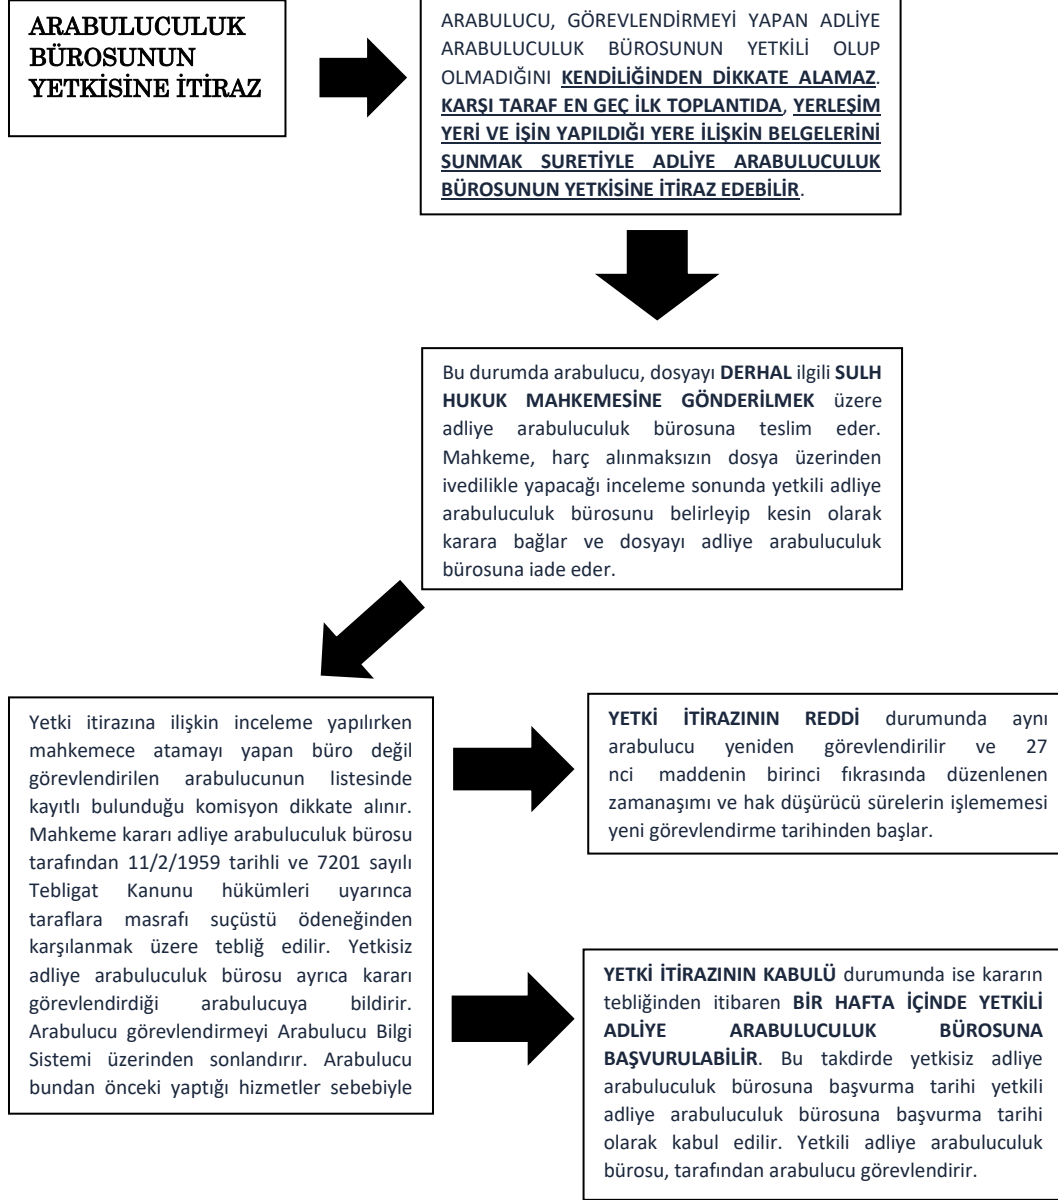 ARABULUCULUK
BÜROSUNUN
YETKİSİNE İTİRAZ
ARABULUCU, GÖREVLENDİRMEYİ YAPAN ADLİYE
ARABULUCULUK BÜROSUNUN YETKİLİ OLUP
OLMADIĞINI KENDİLİĞİNDEN DİKKATE ALAMAZ.
KARŞI TARAF EN GEÇ İLK TOPLANTIDA, YERLEŞİM
YERİ VE İŞİN YAPILDIĞI YERE İLİŞKİN BELGELERİNİ
SUNMAK SURETİYLE ADLİYE ARABULUCULUK
BÜROSUNUN YETKİSİNE İTİRAZ EDEBİLİR.
Bu durumda arabulucu, dosyayı DERHAL ilgili SULH
HUKUK MAHKEMESİNE GÖNDERİLMEK üzere
adliye arabuluculuk bürosuna teslim eder.
Mahkeme, harç alınmaksızın dosya üzerinden
ivedilikle yapacağı inceleme sonunda yetkili adliye
arabuluculuk bürosunu belirleyip kesin olarak
karara bağlar ve dosyayı adliye arabuluculuk
bürosuna iade eder.
Yetki itirazına ilişkin inceleme yapılırken
mahkemece atamayı yapan büro değil
görevlendirilen arabulucunun listesinde
kayıtlı bulunduğu komisyon dikkate alınır.
Mahkeme kararı adliye arabuluculuk bürosu
tarafından 11/2/1959 tarihli ve 7201 sayılı
Tebligat Kanunu hükümleri uyarınca
taraflara masrafı suçüstü ödeneğinden
karşılanmak üzere tebliğ edilir. Yetkisiz
adliye arabuluculuk bürosu ayrıca kararı
görevlendirdiği arabulucuya bildirir.
Arabulucu görevlendirmeyi Arabulucu Bilgi
Sistemi üzerinden sonlandırır. Arabulucu
bundan önceki yaptığı hizmetler sebebiyle
YETKİ İTİRAZININ REDDİ durumunda aynı
arabulucu yeniden görevlendirilir ve 27
nci maddenin birinci fıkrasında düzenlenen
zamanaşımı ve hak düşürücü sürelerin işlememesi
yeni görevlendirme tarihinden başlar.
YETKİ İTİRAZININ KABULÜ durumunda ise kararın
tebliğinden itibaren BİR HAFTA İÇİNDE YETKİLİ
ADLİYE ARABULUCULUK BÜROSUNA
BAŞVURULABİLİR. Bu takdirde yetkisiz adliye
arabuluculuk bürosuna başvurma tarihi yetkili
adliye arabuluculuk bürosuna başvurma tarihi
olarak kabul edilir. Yetkili adliye arabuluculuk
bürosu, tarafından arabulucu görevlendirir.